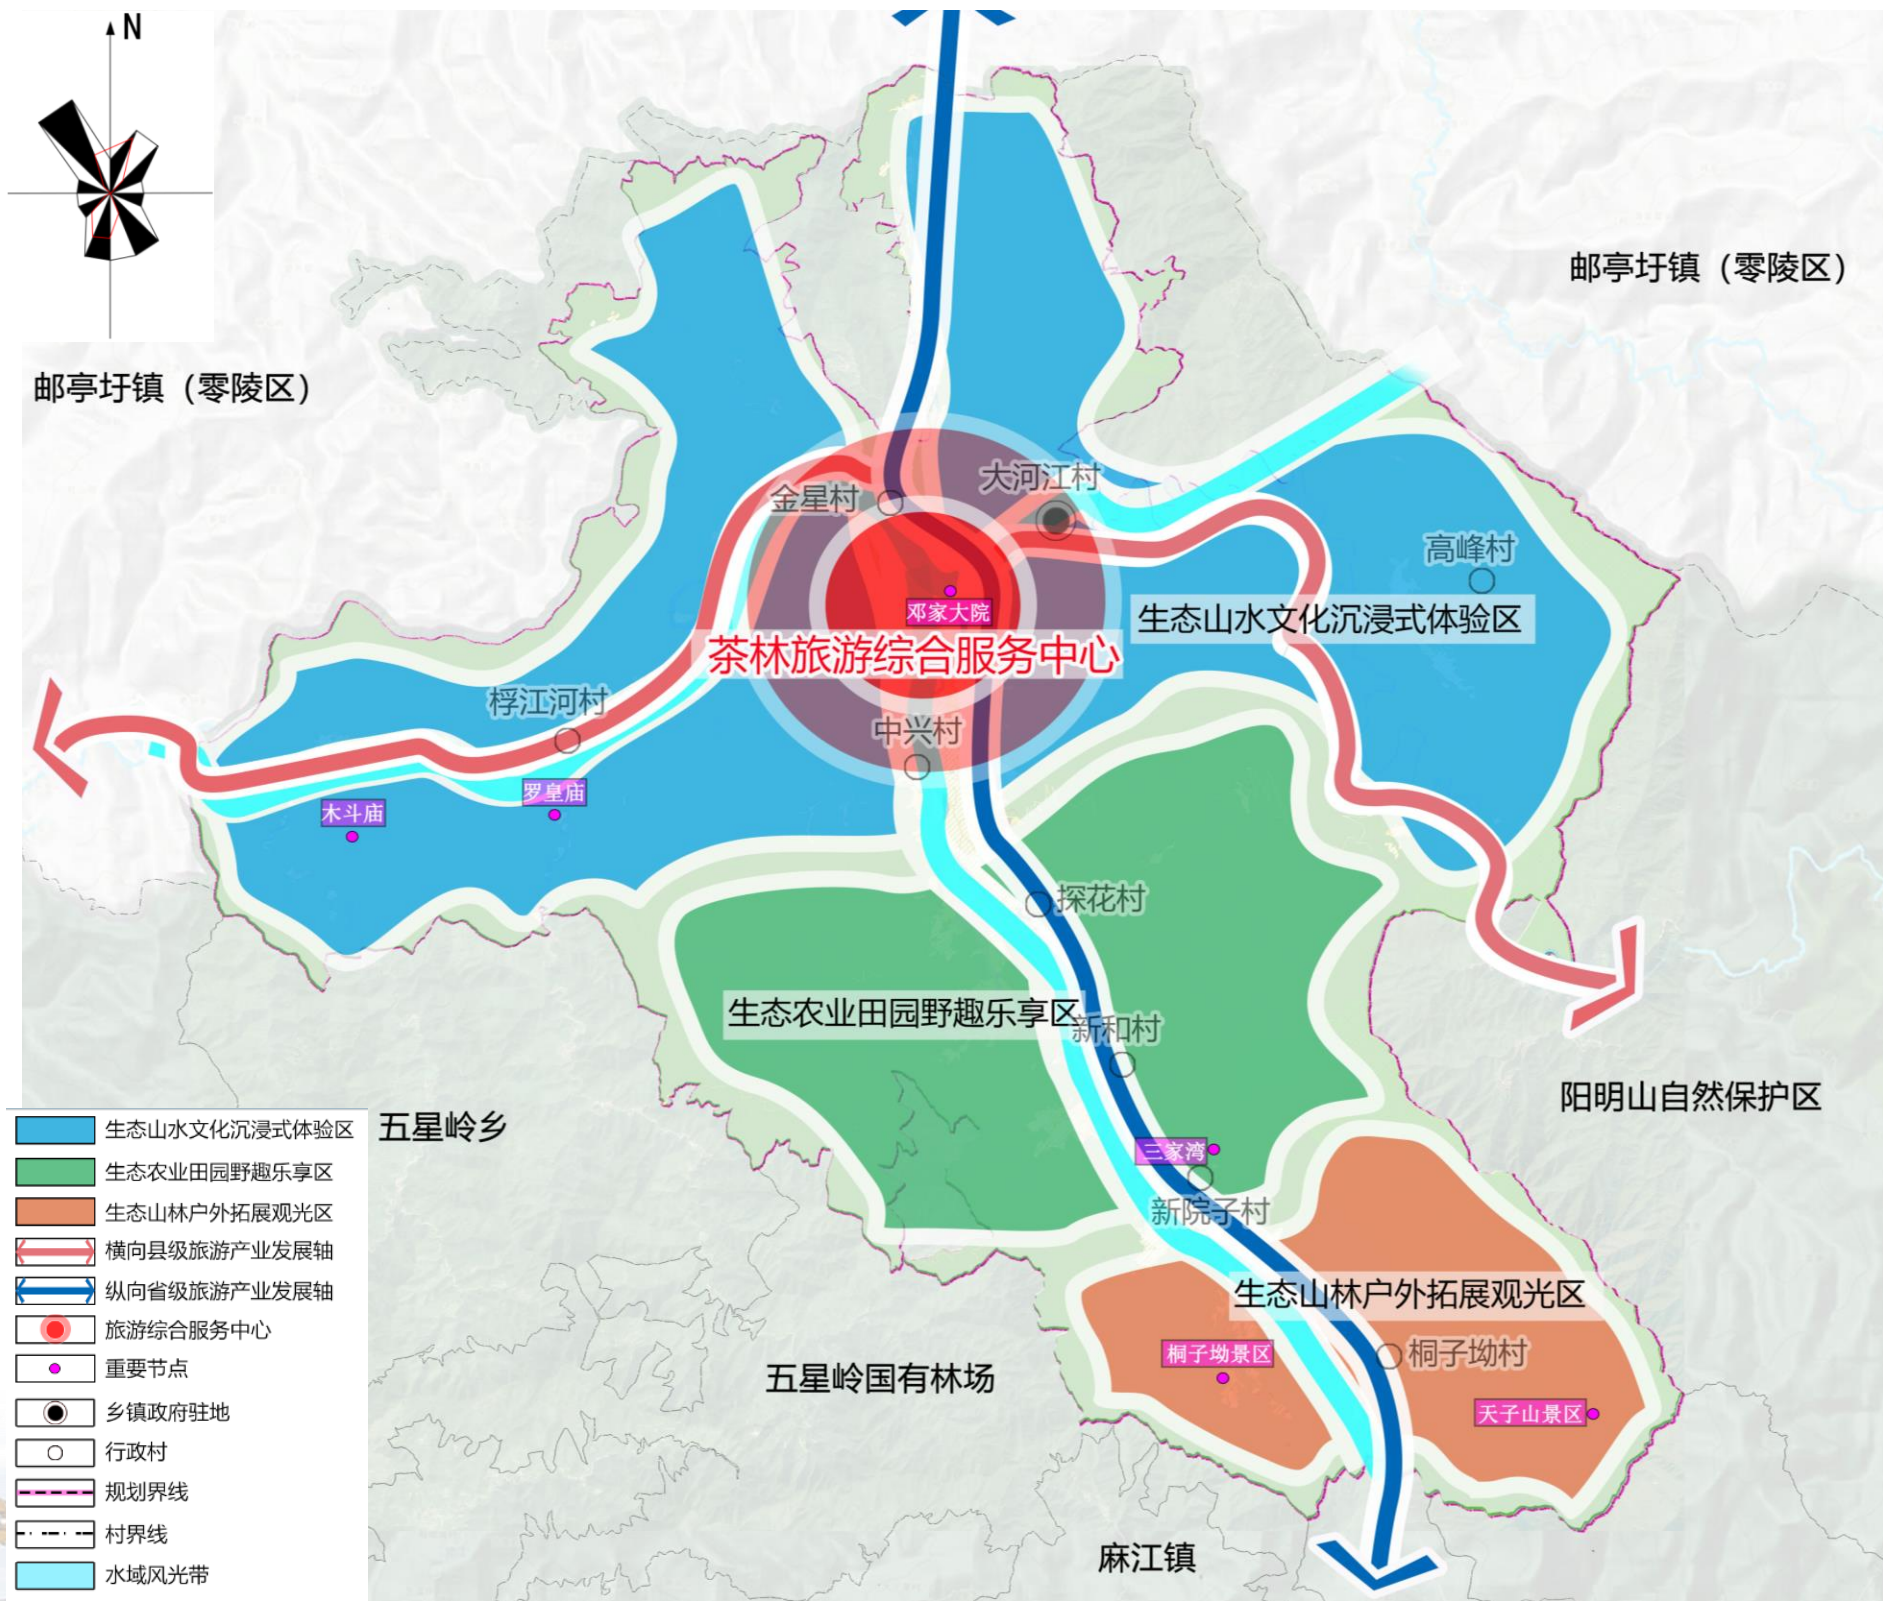 N
邮亭圩镇（零陵区）
邮亭圩镇（零陵区）
大河江村
金星村
高峰村
邓家大院
生态山水文化沉浸式体验区
茶林旅游综合服务中心
桴江河村
中兴村
罗皇庙
木斗庙
探花村
生态农业田园野趣乐享区
新和村
阳明山自然保护区
五星岭乡
三家湾
新院子村
生态山林户外拓展观光区
桐子坳景区
桐子坳村
五星岭国有林场
天子山景区
麻江镇
生态山水文化沉浸式体验区
生态农业田园野趣乐享区
生态山林户外拓展观光区
横向县级旅游产业发展轴
纵向省级旅游产业发展轴
旅游综合服务中心
重要节点
乡镇政府驻地
行政村
规划界线
村界线
水域风光带